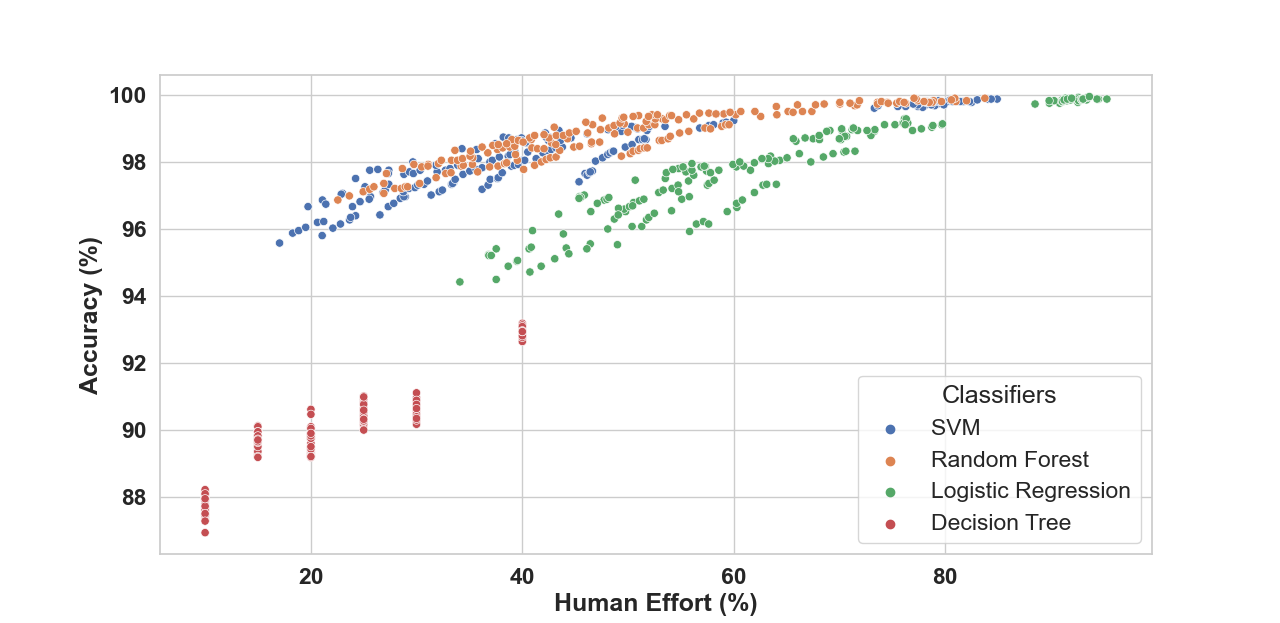 100
98
96
94
92
90
88
Accuracy (%)
20 40 60 80
Human Effort (%)
Classifiers
SVM
Random Forest
Logistic Regression
Decision Tree